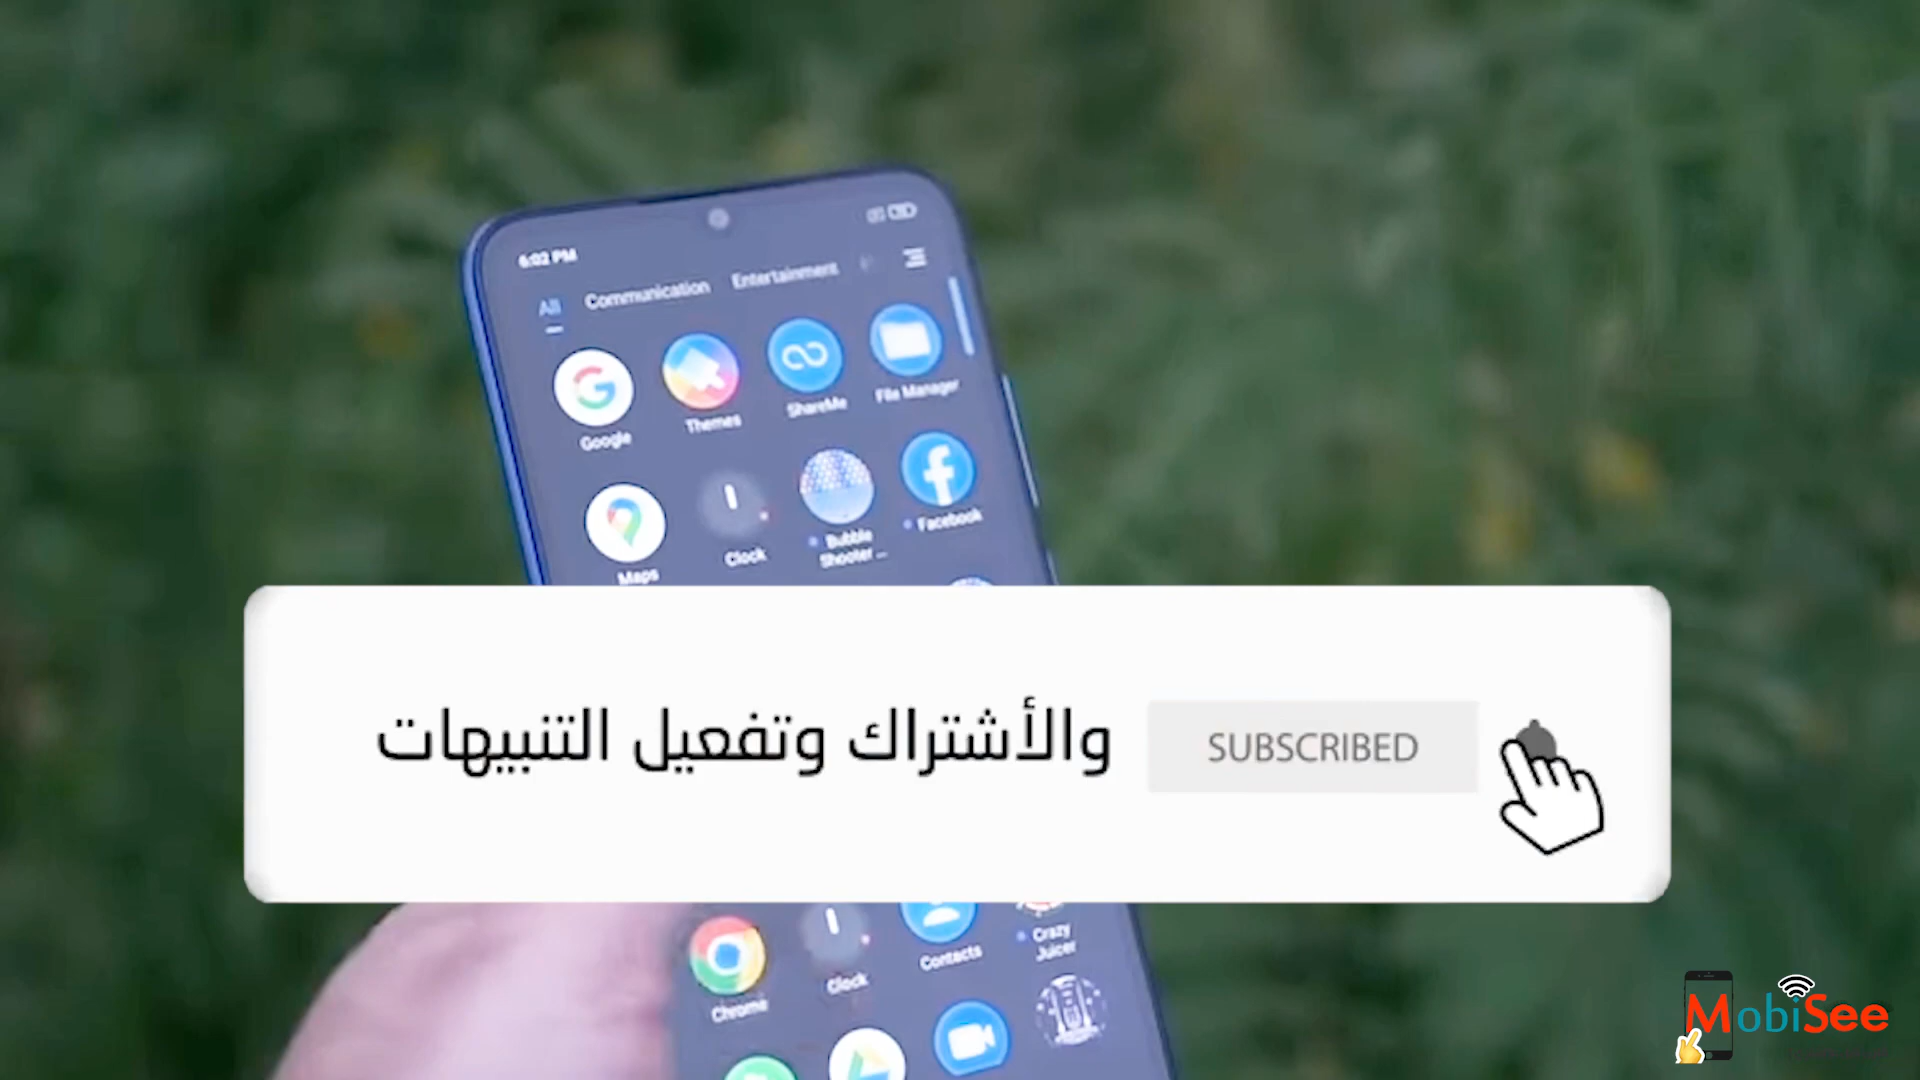 6:02 PM
All Communication Entertainment
Google Themes ShareMe File Manager
Maps Clock Bubble Shooter ... Facebook
والأشتراك وتفعيل التنبيهات
SUBSCRIBED
Chrome Clock Contacts Crazy Juicer
MobiSee